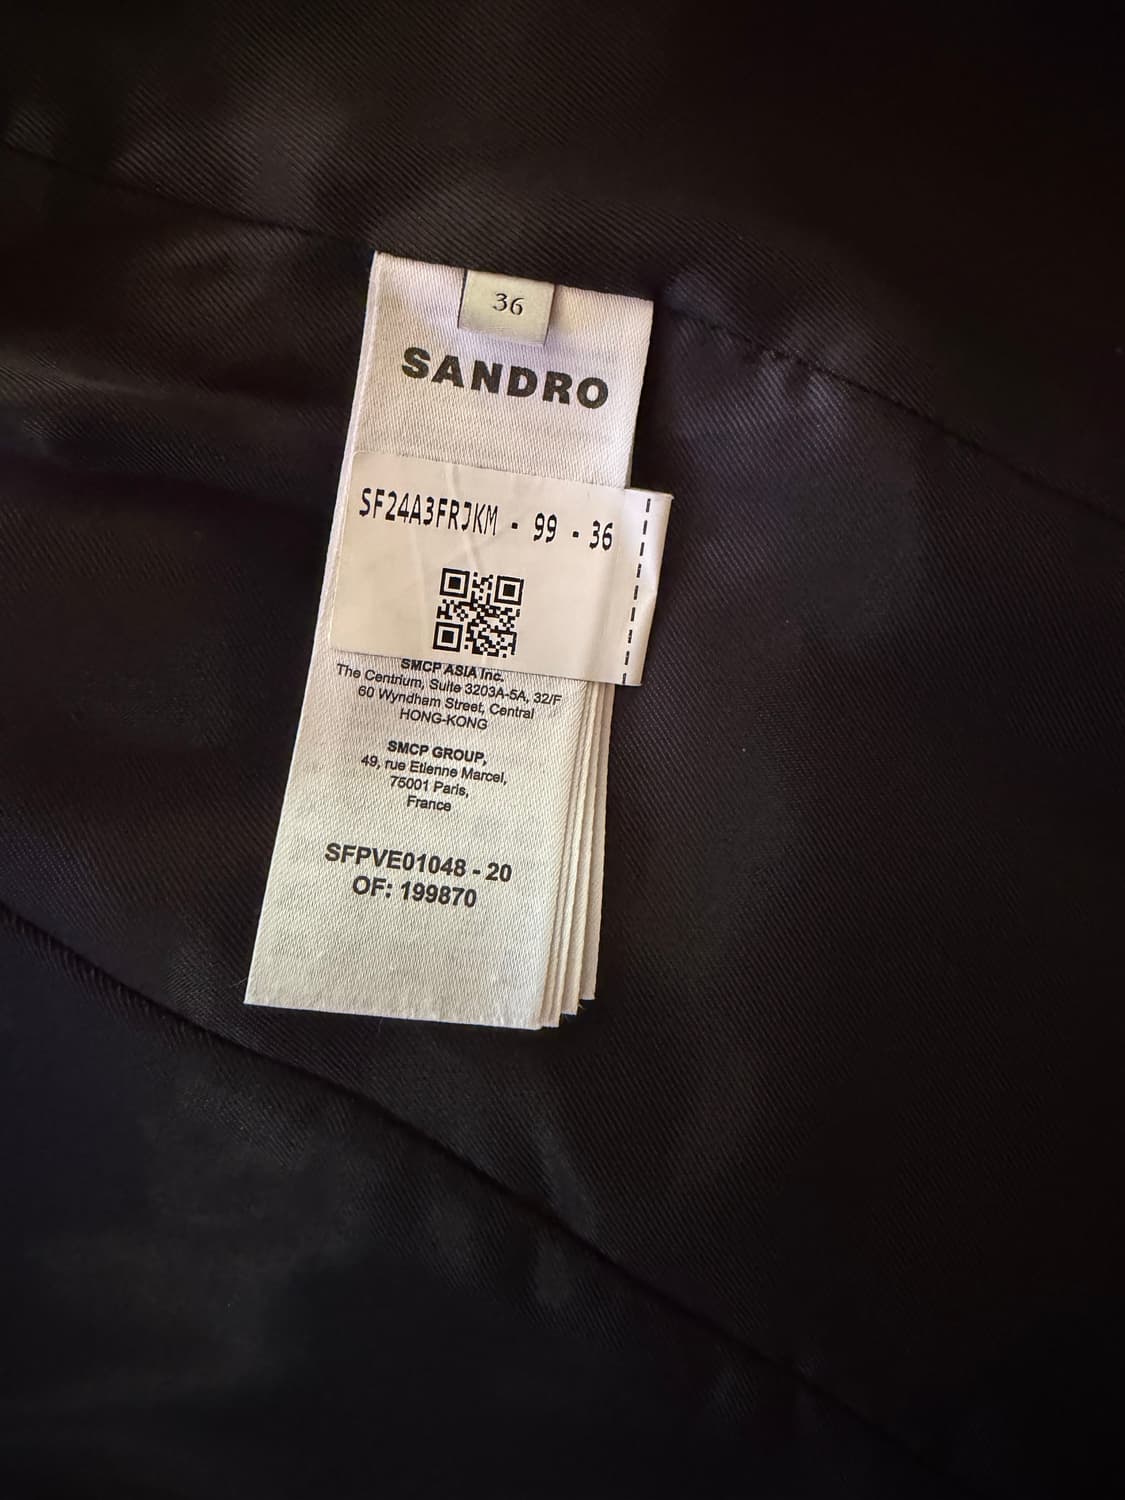 36
SANDRO
SF24A3FRJKM - 99 - 36
SMCP ASIA Inc.
The Centrium, Suite 3203A-5A, 32/F
60 Wyndham Street, Central
HONG-KONG
SMCP GROUP,
49, rue Etienne Marcel,
75001 Paris,
France
SFPVE01048 - 20
OF: 199870